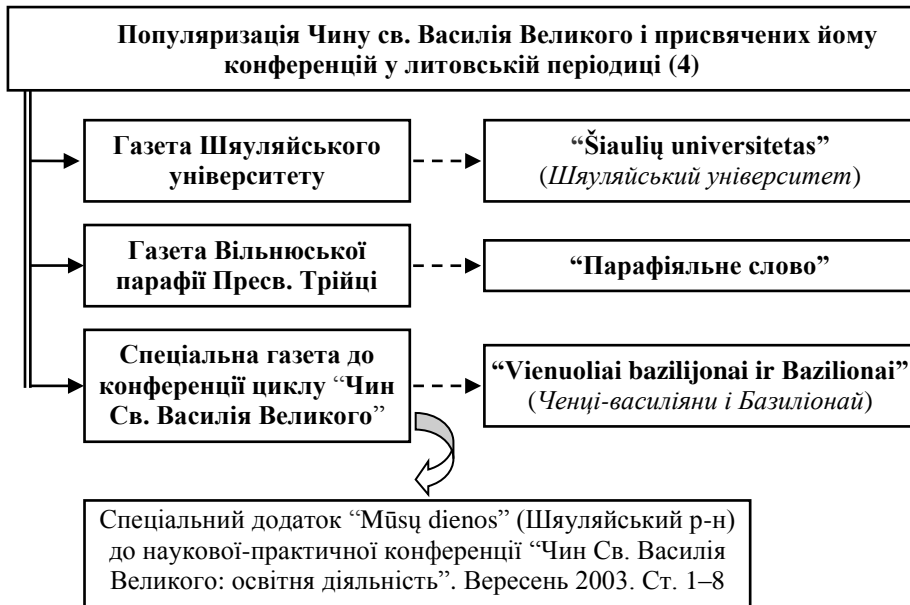 Популяризація Чину св. Василія Великого і присвячених йому
конференцій у литовській періодиці (4)
Газета Шяуляйського
університету
“Šiaulių universitetas”
(Шяуляйський університет)
Газета Вільнюської
парафії Пресв. Трійці
“Парафіяльне слово”
Спеціальна газета до
конференції циклу “Чин
Св. Василія Великого”
“Vienuoliai bazilijonai ir Bazilionai”
(Ченці-василіяни і Базиліонай)
Спеціальний додаток “Mūsų dienos” (Шяуляйський р-н)
до наукової-практичної конференції “Чин Св. Василія
Великого: освітня діяльність”. Вересень 2003. Ст. 1–8